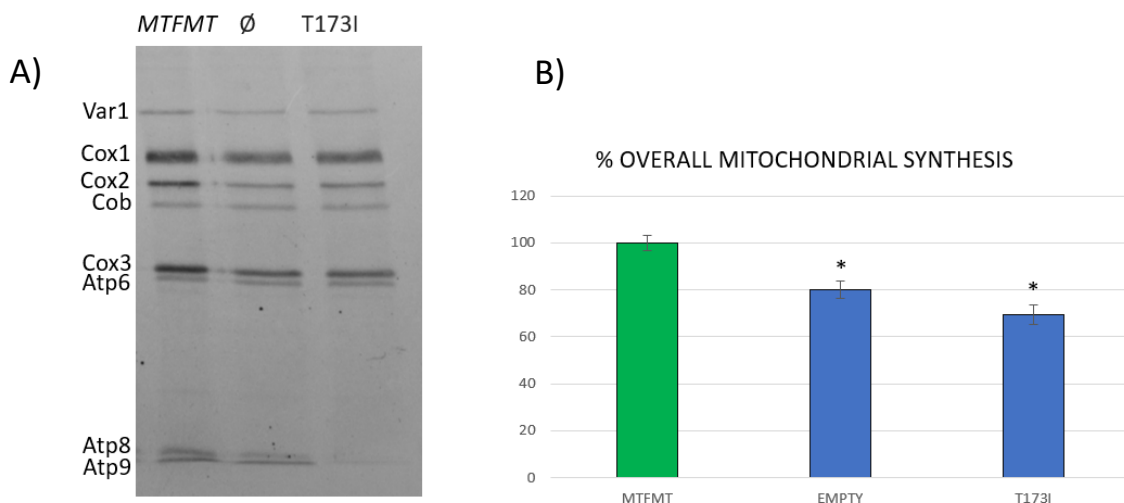 A)
MTFMT Ø T173I
Var1
Cox1
Cox2
Cob
Cox3
Atp6
Atp8
Atp9
B)
% OVERALL MITOCHONDRIAL SYNTHESIS
120
100
80
60
40
20
0
*
*
MTFMT EMPTY T173I